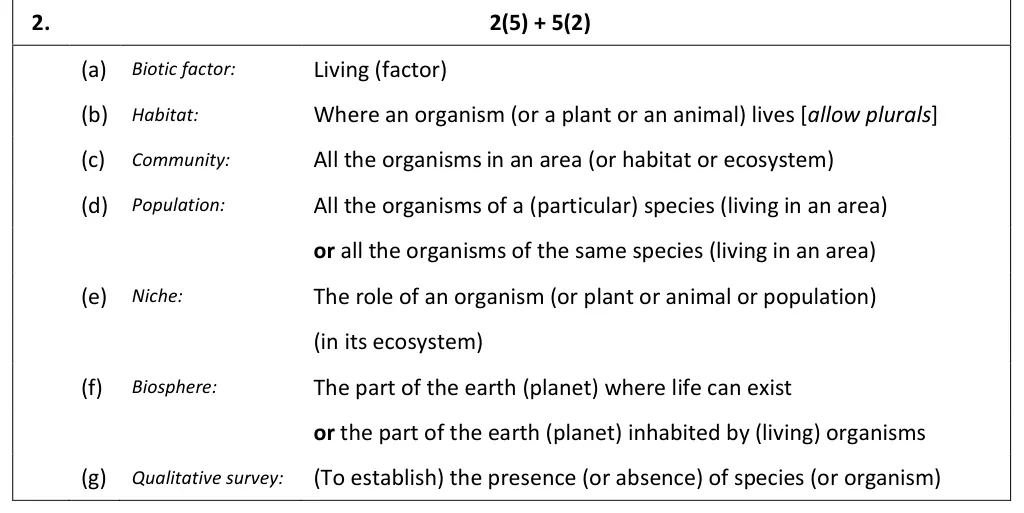 2. 2(5) + 5(2)
(a) Biotic factor: Living (factor)
(b) Habitat: Where an organism (or a plant or an animal) lives [allow plurals]
(c) Community: All the organisms in an area (or habitat or ecosystem)
(d) Population: All the organisms of a (particular) species (living in an area)
or all the organisms of the same species (living in an area)
(e) Niche: The role of an organism (or plant or animal or population)
(in its ecosystem)
(f) Biosphere: The part of the earth (planet) where life can exist
or the part of the earth (planet) inhabited by (living) organisms
(g) Qualitative survey: (To establish) the presence (or absence) of species (or organism)